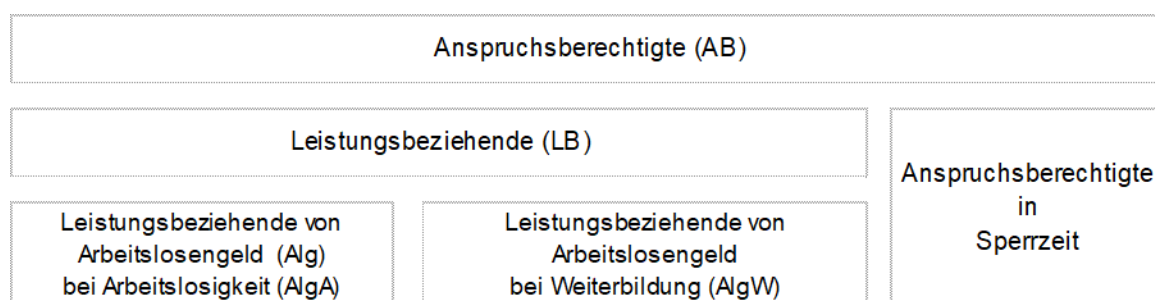 Anspruchsberechtigte (AB)
Leistungsbeziehende (LB)
Anspruchsberechtigte
in
Sperrzeit
Leistungsbeziehende von
Arbeitslosengeld (Alg)
bei Arbeitslosigkeit (AlgA)
Leistungsbeziehende von
Arbeitslosengeld
bei Weiterbildung (AlgW)